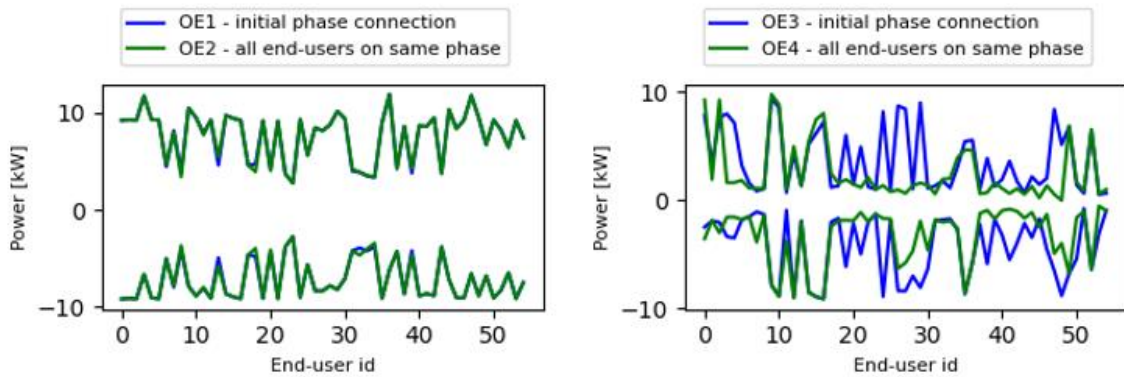 OE1 - initial phase connection
OE2 - all end-users on same phase
10
0
−10
Power [kW]
0 10 20 30 40 50
End-user id
OE3 - initial phase connection
OE4 - all end-users on same phase
10
0
−10
Power [kW]
0 10 20 30 40 50
End-user id